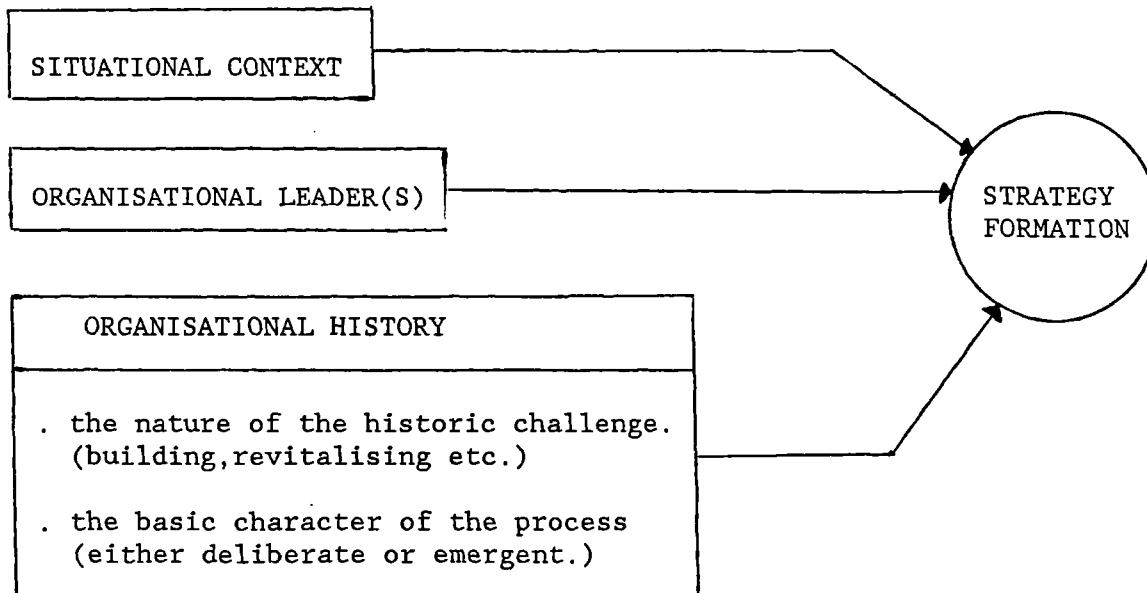 SITUATIONAL CONTEXT
ORGANISATIONAL LEADER(S)
STRATEGY
FORMATION
ORGANISATIONAL HISTORY
. the nature of the historic challenge.
(building,revitalising etc.)
. the basic character of the process
(either deliberate or emergent.)